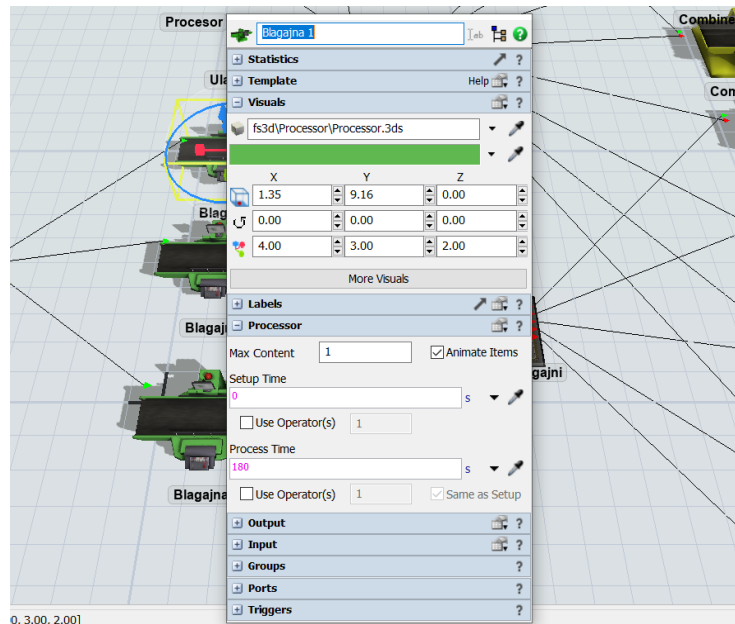 Procesor
Combine
Blagajna 1
Statistics
?
Template
Help
?
Visuals
?
fs3d\Processor\Processor.3ds
X
Y
Z
1.35
9.16
0.00
0.00
0.00
0.00
4.00
3.00
2.00
More Visuals
Labels
?
Processor
?
Max Content
1
Animate Items
Setup Time
0
s
Use Operator(s)
1
Process Time
180
s
Use Operator(s)
1
Same as Setup
Output
?
Input
?
Groups
?
Ports
?
Triggers
?
Ula
Blag
Blagaji
Blagajna
Com
gajni
0, 3.00, 2.00]